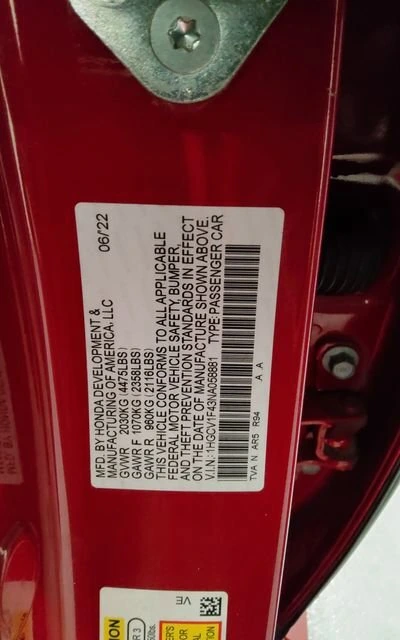 MFD. BY HONDA DEVELOPMENT &
MANUFACTURING OF AMERICA, LLC 06/'22
GVWR 2030KG (4475LBS)
GAWR F 1070KG (2358LBS)
GAWR R 960KG (2116LBS)
THIS VEHICLE CONFORMS TO ALL APPLICABLE
FEDERAL MOTOR VEHICLE SAFETY, BUMPER,
AND THEFT PREVENTION STANDARDS IN EFFECT
ON THE DATE OF MANUFACTURE SHOWN ABOVE.
V.I.N.: 1HGCV1F43NA058881 TYPE:PASSENGER CAR
TVA N AR5 R94 A A
VE